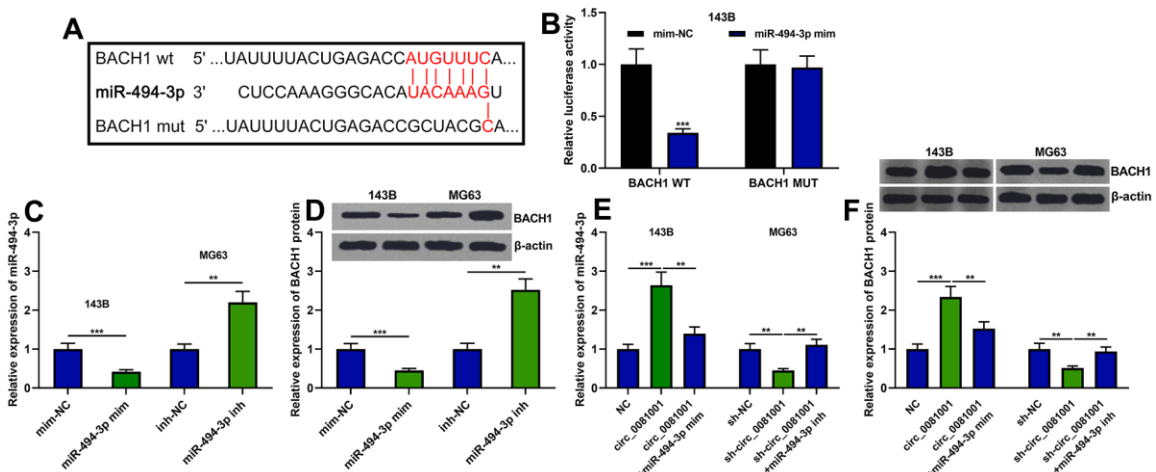 A
BACH1 wt 5' ...UAUUUUACUGAGACCAUGUUUCA...
miR-494-3p 3' CUCCAAAGGGCACAUACAAAGU
BACH1 mut 5' ...UAUUUUACUGAGACCGCUACGCA...
B
143B
mim-NC miR-494-3p mim
Relative luciferase activity
1.5
1.0
0.5
0.0
***
BACH1 WT BACH1 MUT
C
Relative expression of miR-494-3p
4
3
2
1
0
143B
***
MG63
**
mim-NC
miR-494-3p mim
inh-NC
miR-494-3p inh
D
143B MG63
BACH1
β-actin
Relative expression of BACH1 protein
4
3
2
1
0
***
**
mim-NC
miR-494-3p mim
inh-NC
miR-494-3p inh
E
Relative expression of miR-494-3p
4
3
2
1
0
143B MG63
*** **
** **
NC
circ_0081001
circ_0081001
+miR-494-3p mim
sh-NC
sh-circ_0081001
sh-circ_0081001
+miR-494-3p inh
F
143B MG63
BACH1
β-actin
Relative expression of BACH1 protein
4
3
2
1
0
*** **
** **
NC
circ_0081001
circ_0081001
+miR-494-3p mim
sh-NC
sh-circ_0081001
sh-circ_0081001
+miR-494-3p inh